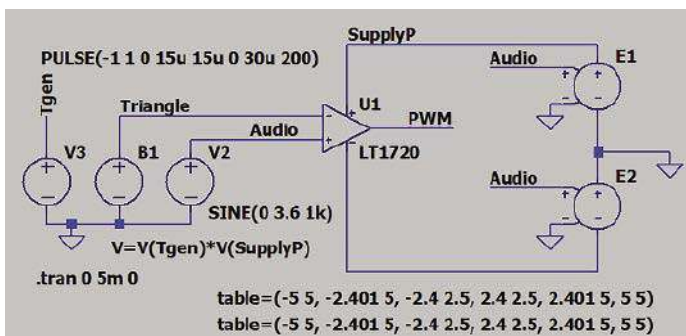 SupplyP
PULSE(-1 1 0 15u 15u 0 30u 200)
Audio
E1
Tgen
U1
Triangle
PWM
Audio
V3
B1
V2
LT1720
Audio
E2
SINE(0 3.6 1k)
V=V(Tgen)*V(SupplyP)
.tran 0 5m 0
table=(-5 5, -2.401 5, -2.4 2.5, 2.4 2.5, 2.401 5, 5 5)
table=(-5 5, -2.401 5, -2.4 2.5, 2.4 2.5, 2.401 5, 5 5)